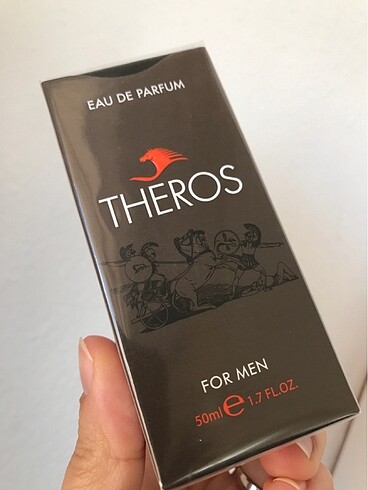 EAU DE PARFUM
THEROS
FOR MEN
50ml ℮ 1.7 FL.OZ.